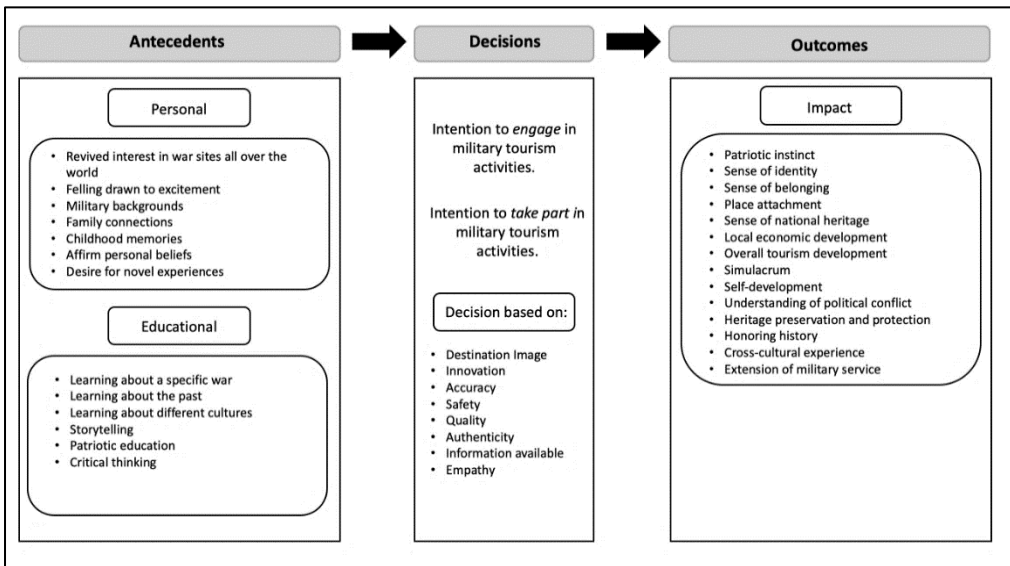 Antecedents
Personal
• Revived interest in war sites all over the
world
• Felling drawn to excitement
• Military backgrounds
• Family connections
• Childhood memories
• Affirm personal beliefs
• Desire for novel experiences
Educational
• Learning about a specific war
• Learning about the past
• Learning about different cultures
• Storytelling
• Patriotic education
• Critical thinking
Decisions
Intention to engage in
military tourism
activities.
Intention to take part in
military tourism
activities.
Decision based on:
• Destination Image
• Innovation
• Accuracy
• Safety
• Quality
• Authenticity
• Information available
• Empathy
Outcomes
Impact
• Patriotic instinct
• Sense of identity
• Sense of belonging
• Place attachment
• Sense of national heritage
• Local economic development
• Overall tourism development
• Simulacrum
• Self-development
• Understanding of political conflict
• Heritage preservation and protection
• Honoring history
• Cross-cultural experience
• Extension of military service